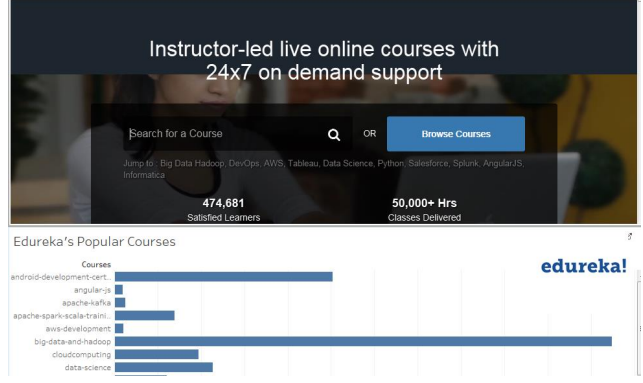 Instructor-led live online courses with
24x7 on demand support
Search for a Course
OR
Browse Courses
Jump to : Big Data Hadoop, DevOps, AWS, Tableau, Data Science, Python, Salesforce, Splunk, AngularJS,
Informatica
474,681
50,000+ Hrs
Satisfied Learners
Classes Delivered
Edureka's Popular Courses
edureka!
Courses
android-development-cert..
angular-js
apache-kafka
apache-spark-scala-traini..
aws-development
big-data-and-hadoop
cloudcomputing
data-science